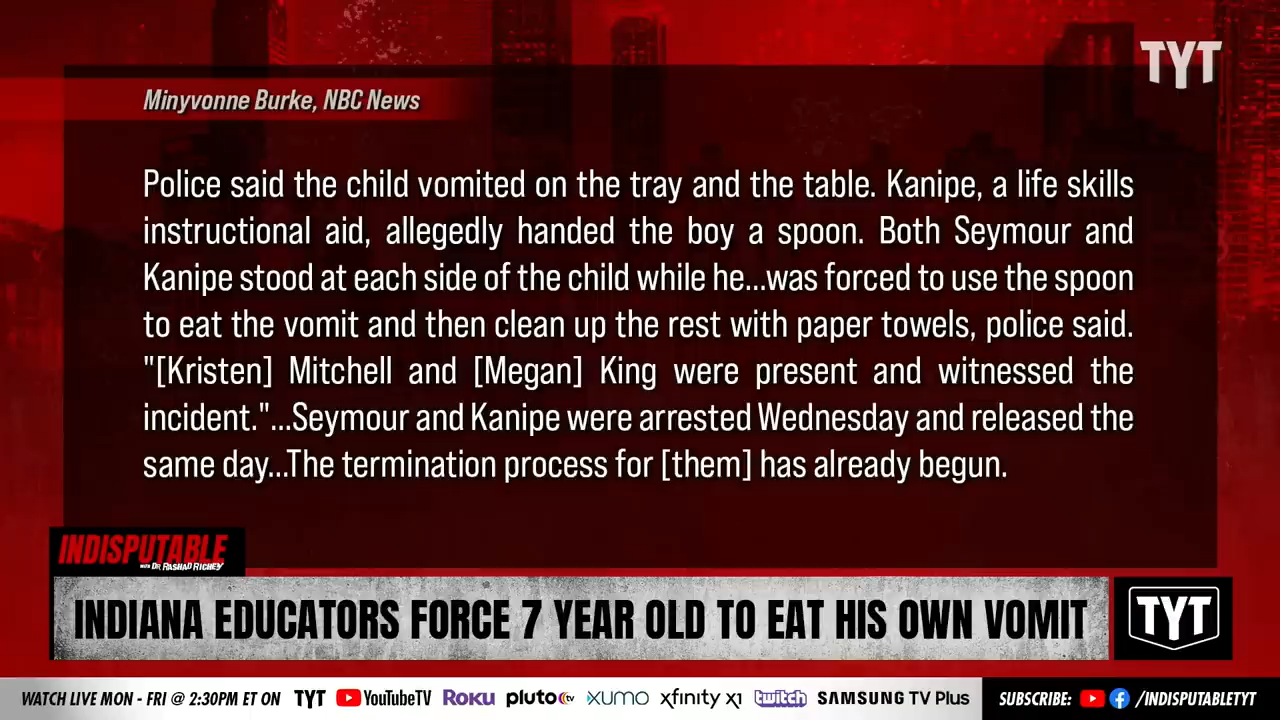 TYT
Minyvonne Burke, NBC News
Police said the child vomited on the tray and the table. Kanipe, a life skills
instructional aid, allegedly handed the boy a spoon. Both Seymour and
Kanipe stood at each side of the child while he...was forced to use the spoon
to eat the vomit and then clean up the rest with paper towels, police said.
"[Kristen] Mitchell and [Megan] King were present and witnessed the
incident."...Seymour and Kanipe were arrested Wednesday and released the
same day...The termination process for [them] has already begun.
INDISPUTABLE
WITH DR. RASHAD RICHEY
INDIANA EDUCATORS FORCE 7 YEAR OLD TO EAT HIS OWN VOMIT
TYT
WATCH LIVE MON - FRI @ 2:30PM ET ON TYT YouTubeTV ROKU pluto tv xumo xfinity x1 twitch SAMSUNG TV Plus SUBSCRIBE: /INDISPUTABLETYT